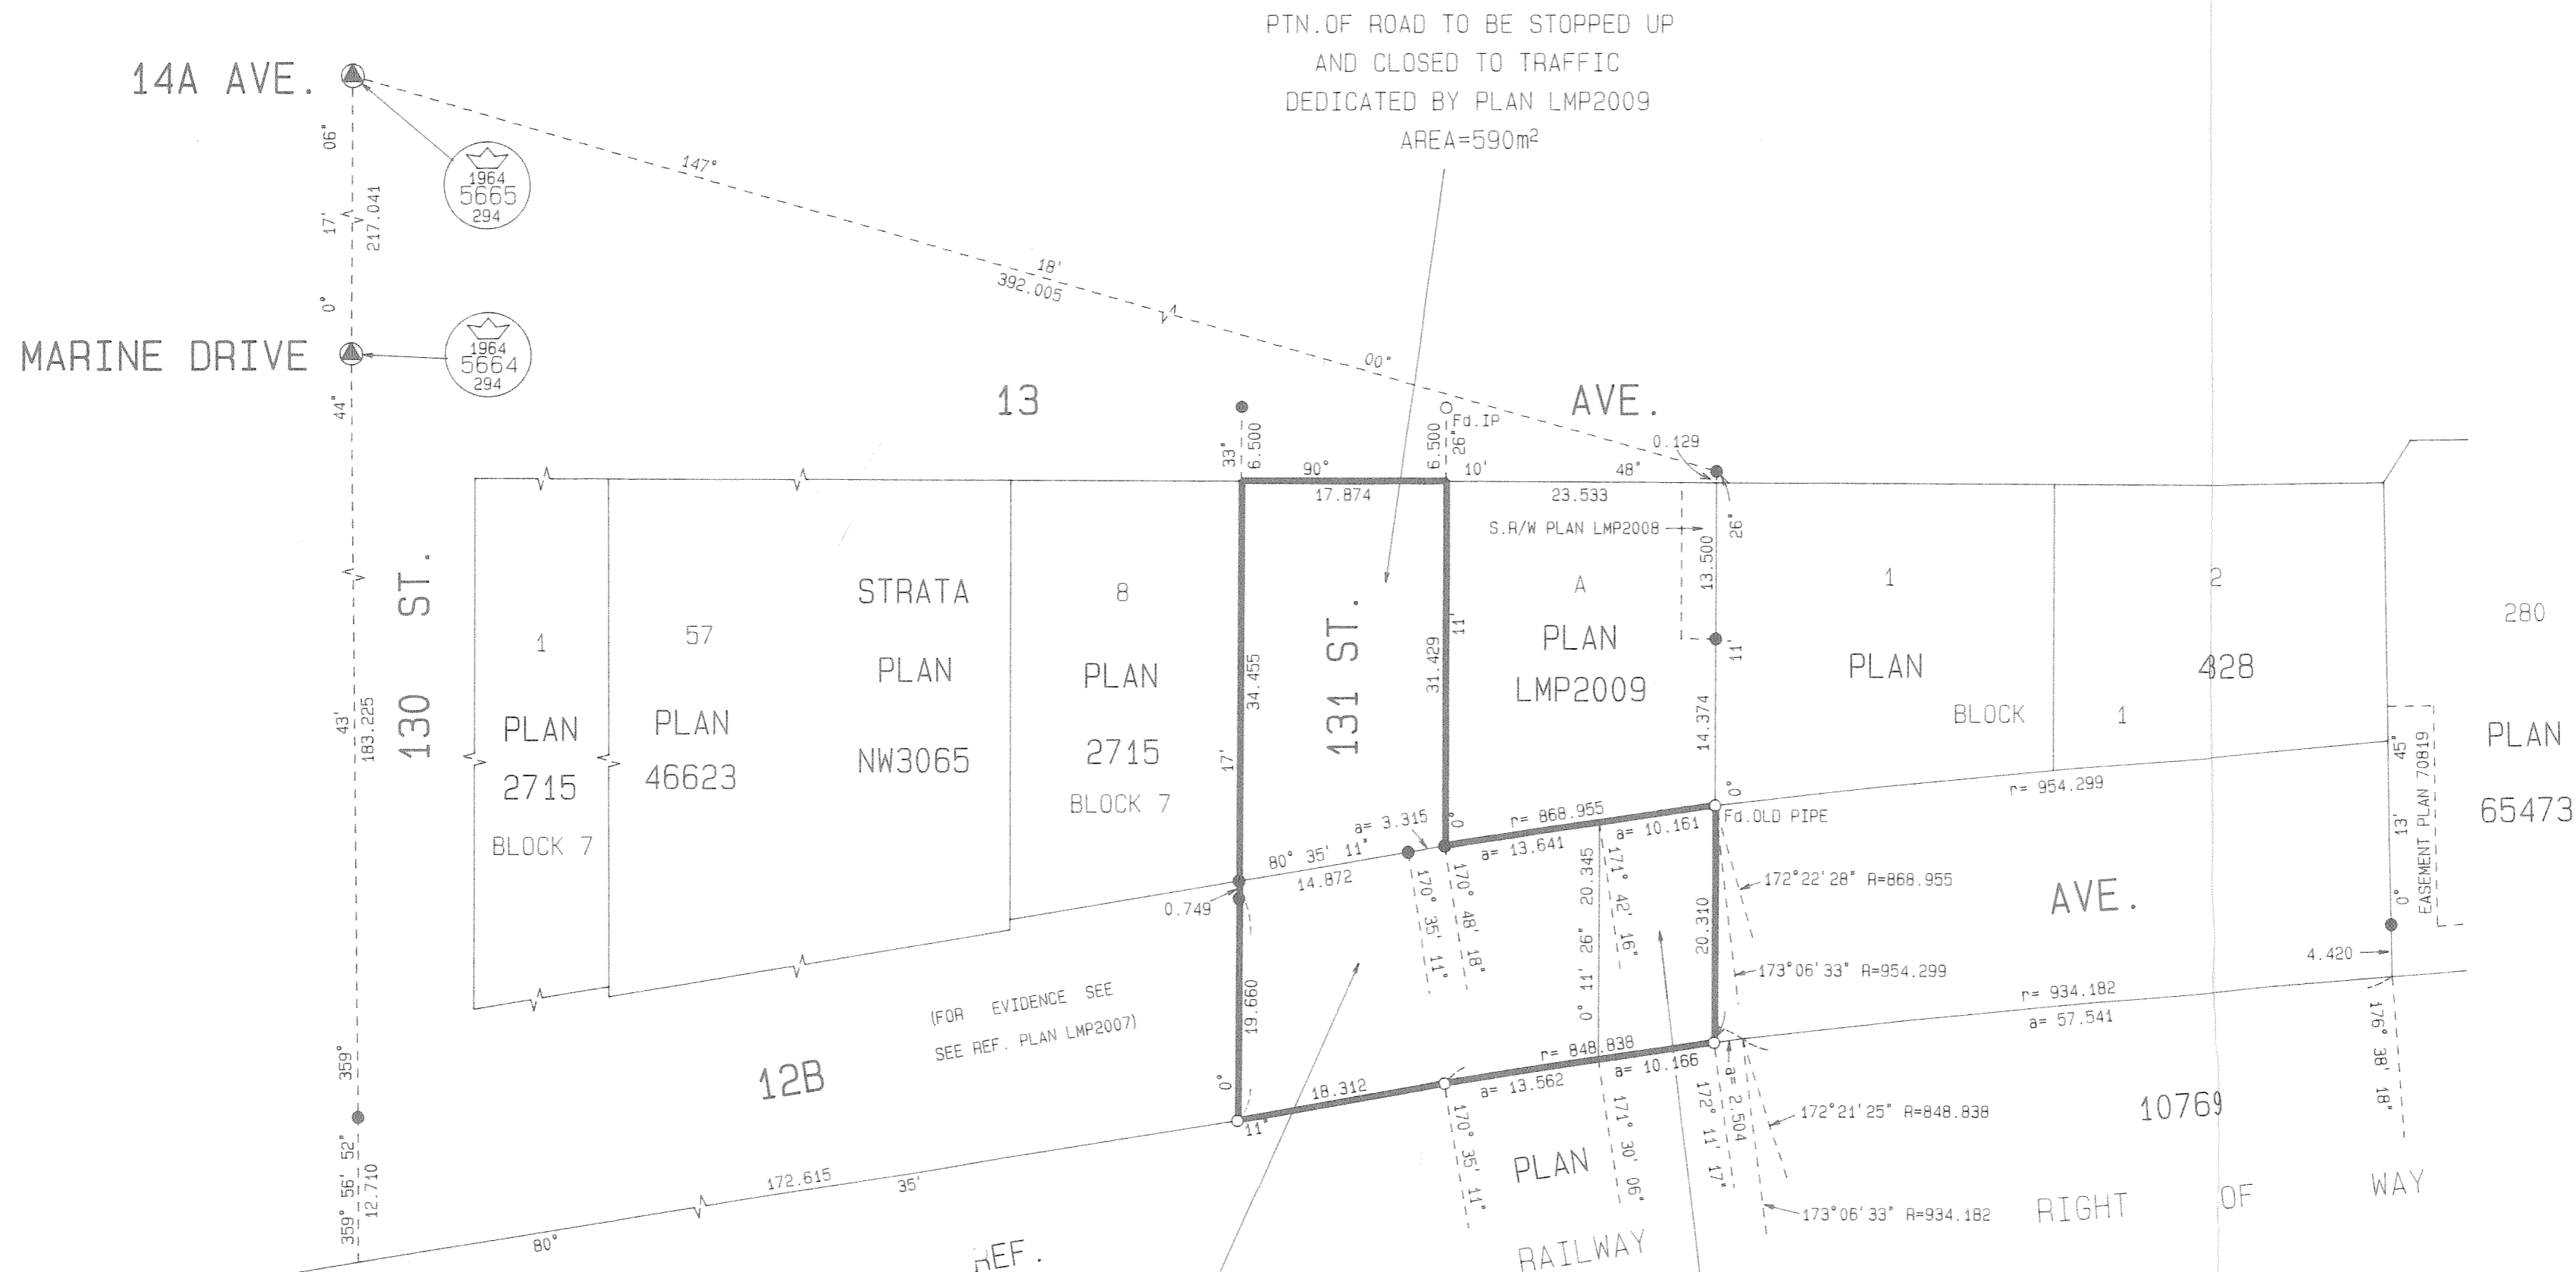 PTN.OF ROAD TO BE STOPPED UP
AND CLOSED TO TRAFFIC
DEDICATED BY PLAN LMP2009
AREA=590m²
14A AVE.
06"
17'
217.041
0°
1964
5665
294
147°
18'
392.005
00°
MARINE DRIVE
1964
5664
294
44"
43'
183.225
359°
359° 56' 52"
12.710
130 ST.
13 AVE.
33"
6.500
6.500
26"
Fd.IP
0.129
90°
17.874
10'
48"
23.533
S.R/W PLAN LMP2008
26"
13.500
11'
14.374
0°
1
PLAN
2715
BLOCK 7
57
PLAN
46623
STRATA
PLAN
NW3065
8
PLAN
2715
BLOCK 7
34.455
17'
131 ST.
31.429
11'
0°
A
PLAN
LMP2009
1
PLAN
BLOCK
2
428
1
280
PLAN
65473
45"
13'
0°
EASEMENT PLAN 70819
r= 954.299
a= 3.315
r= 868.955
a= 13.641
a= 10.161
Fd.OLD PIPE
80° 35' 11"
14.872
0.749
170° 35' 11"
170° 48' 18"
20.345
0° 11' 26"
171° 42' 16"
20.310
172°22'28" R=868.955
173°06'33" R=954.299
AVE.
4.420
(FOR EVIDENCE SEE
SEE REF. PLAN LMP2007)
19.660
0°
12B
r= 934.182
a= 57.541
176° 38' 18"
r= 848.838
18.312
a= 13.562
a= 10.166
11"
a= 2.504
172° 11' 17"
172°21'25" R=848.838
10769
170° 35' 11"
171° 30' 06"
173°06'33" R=934.182
172.615
35'
80°
REF.
PLAN
RAILWAY
RIGHT OF WAY